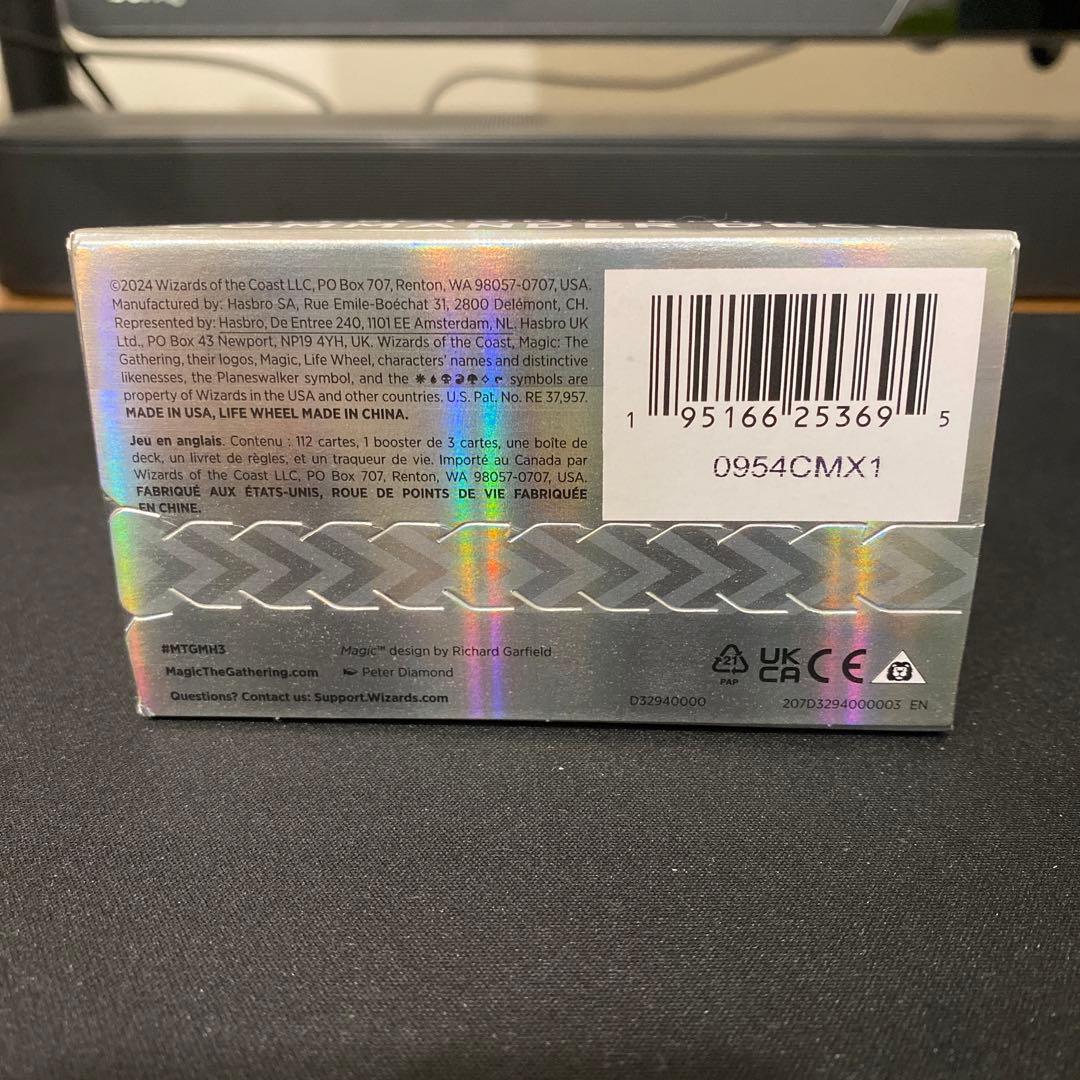 COMMANDER DECK
©2024 Wizards of the Coast LLC, PO Box 707, Renton, WA 98057-0707, USA.
Manufactured by: Hasbro SA, Rue Emile-Boéchat 31, 2800 Delémont, CH.
Represented by: Hasbro, De Entree 240, 1101 EE Amsterdam, NL. Hasbro UK
Ltd., PO Box 43 Newport, NP19 4YH, UK. Wizards of the Coast, Magic: The
Gathering, their logos, Magic, Life Wheel, characters' names and distinctive
likenesses, the Planeswalker symbol, and the symbols are
property of Wizards in the USA and other countries. U.S. Pat. No. RE 37,957.
MADE IN USA, LIFE WHEEL MADE IN CHINA.
Jeu en anglais. Contenu : 112 cartes, 1 booster de 3 cartes, une boîte de
deck, un livret de règles, et un traqueur de vie. Importé au Canada par
Wizards of the Coast LLC, PO Box 707, Renton, WA 98057-0707, USA.
FABRIQUÉ AUX ÉTATS-UNIS, ROUE DE POINTS DE VIE FABRIQUÉE
EN CHINE.
1 95166 25369 5
0954CMX1
#MTGMH3
Magic™ design by Richard Garfield
MagicTheGathering.com
Peter Diamond
Questions? Contact us: Support.Wizards.com
21
PAP
UK
CA
CE
D32940000
207D3294000003 EN